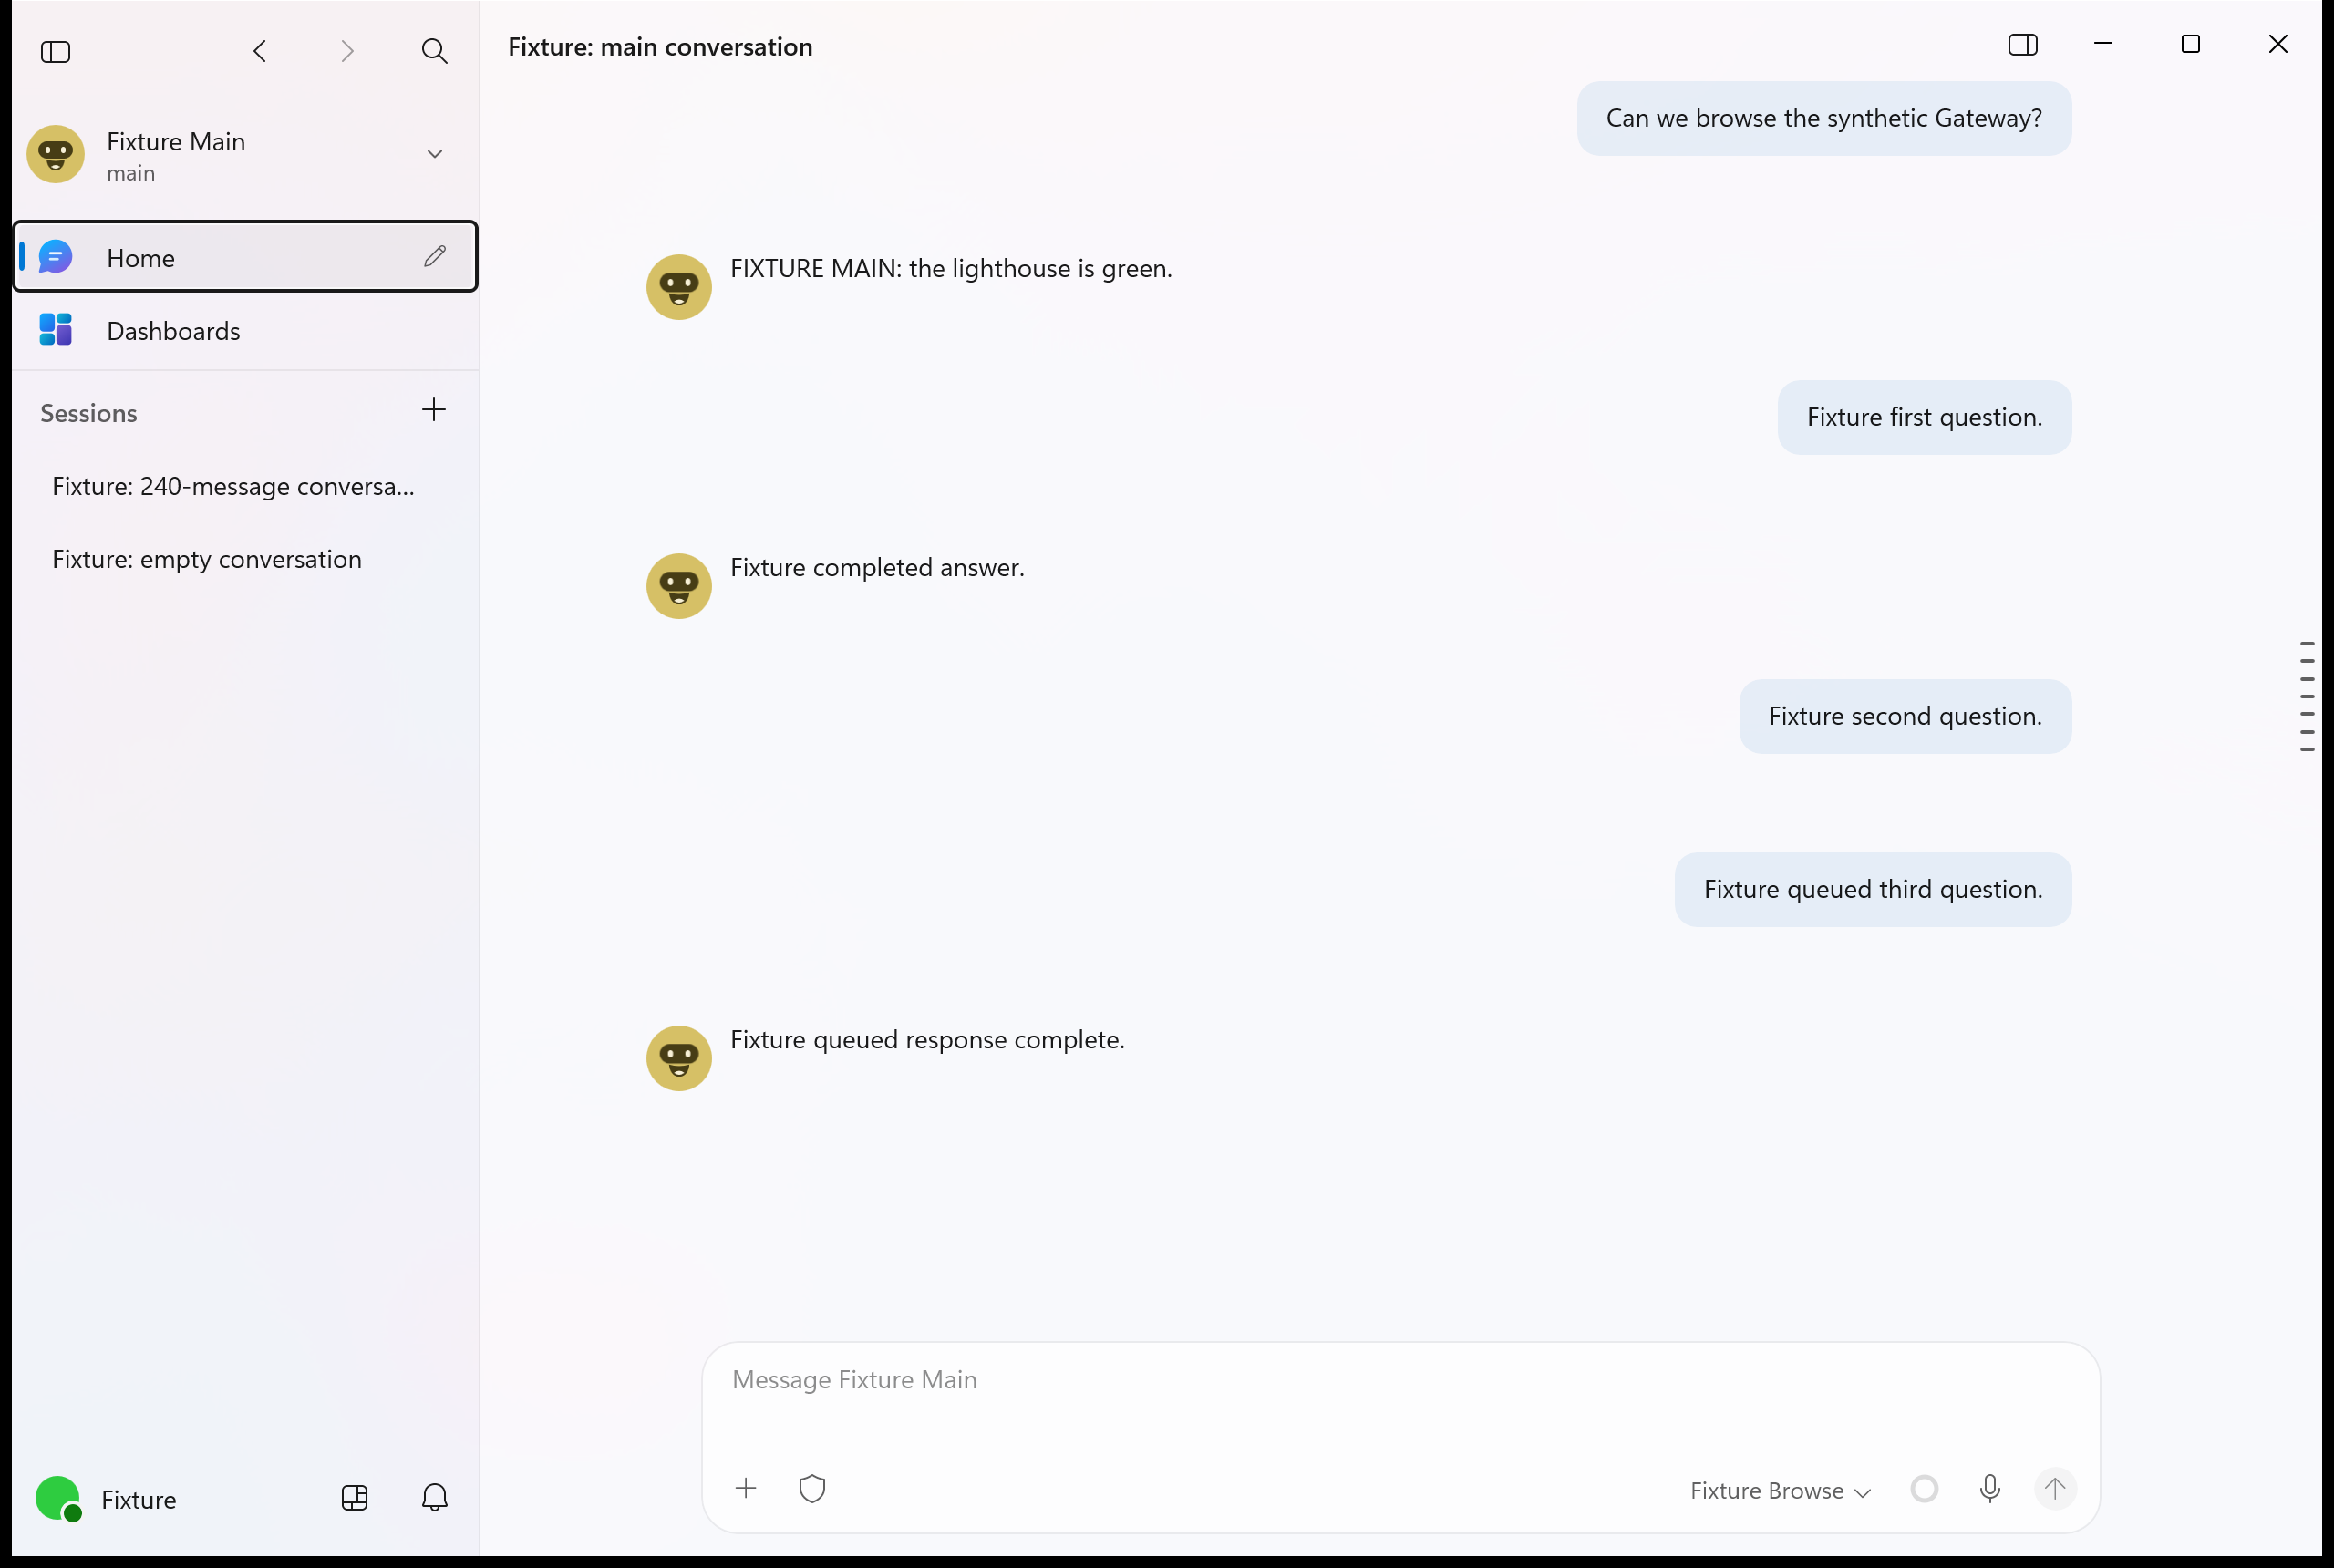 Fixture: main conversation
Fixture Main
main
Home
Dashboards
Sessions
Fixture: 240-message conversa...
Fixture: empty conversation
Fixture
Can we browse the synthetic Gateway?
FIXTURE MAIN: the lighthouse is green.
Fixture first question.
Fixture completed answer.
Fixture second question.
Fixture queued third question.
Fixture queued response complete.
Message Fixture Main
Fixture Browse